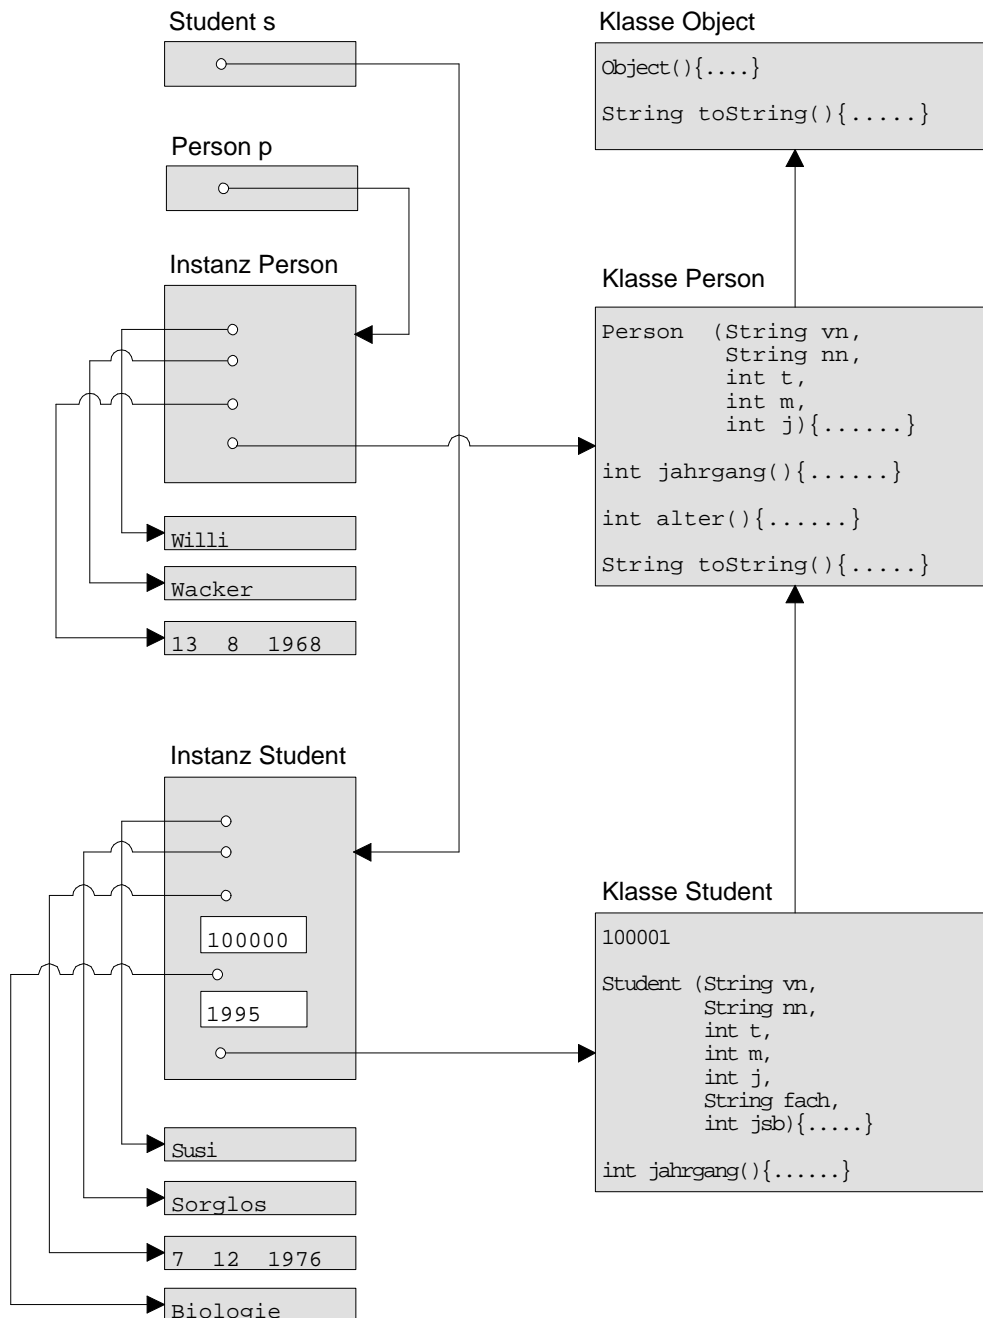 Student s
Person p
Instanz Person
Willi
Wacker
13 8 1968
Instanz Student
100000
1995
Susi
Sorglos
7 12 1976
Biologie
Klasse Object
Object(){....}
String toString(){.....}
Klasse Person
Person (String vn,
String nn,
int t,
int m,
int j){......}
int jahrgang(){......}
int alter(){......}
String toString(){.....}
Klasse Student
100001
Student (String vn,
String nn,
int t,
int m,
int j,
String fach,
int jsb){.....}
int jahrgang(){......}